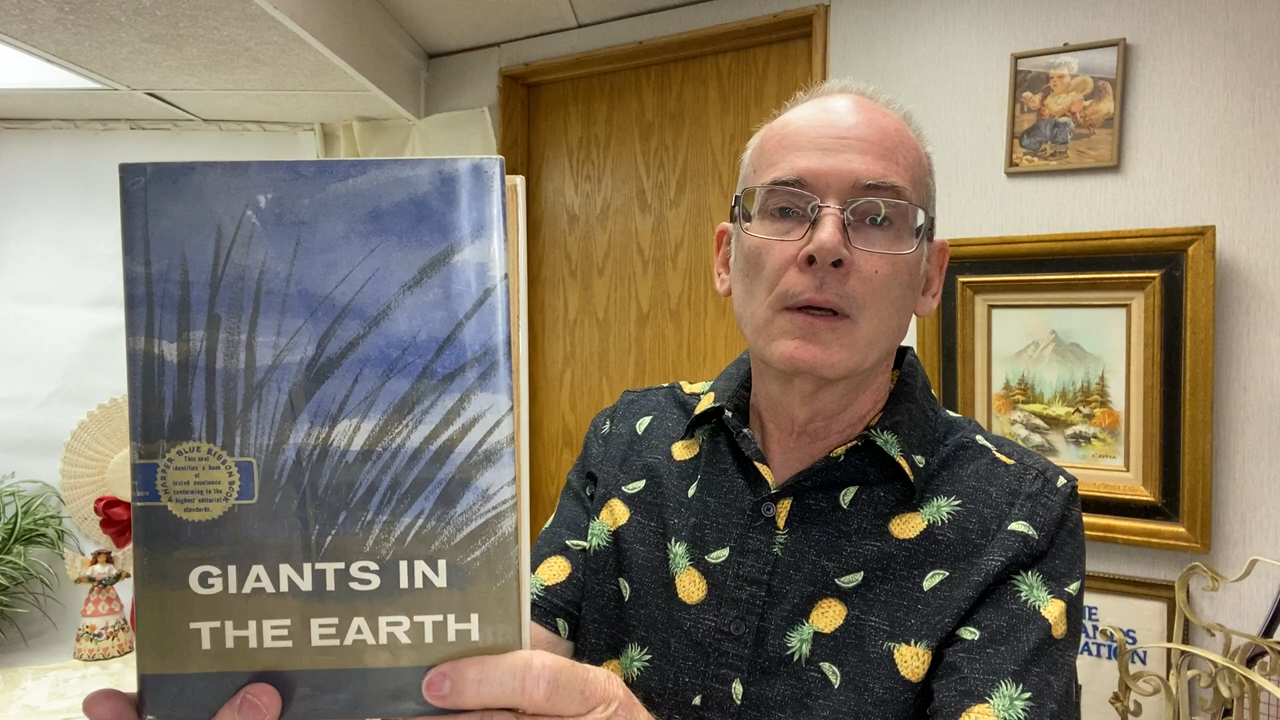 HARPER BLUE RIBBON BOOK
This seal
identifies a book
of
tested excellence,
conforming to the
highest editorial
standards.
GIANTS IN
THE EARTH